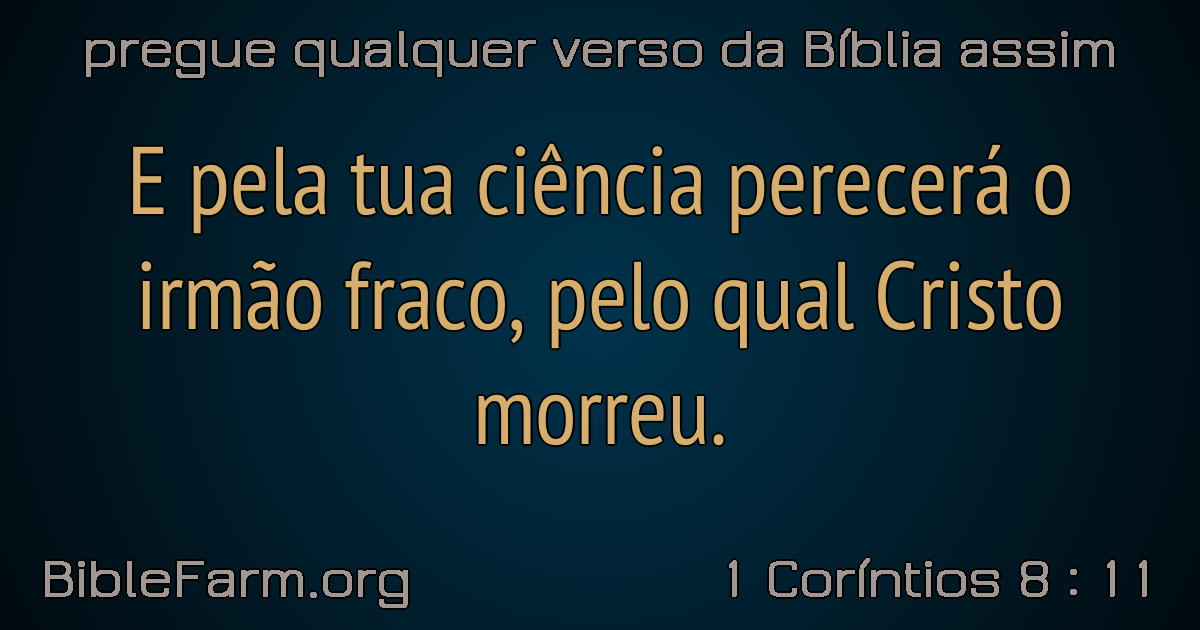 pregue qualquer verso da Bíblia assim
E pela tua ciência perecerá o
irmão fraco, pelo qual Cristo
morreu.
BibleFarm.org
1 Coríntios 8 : 11